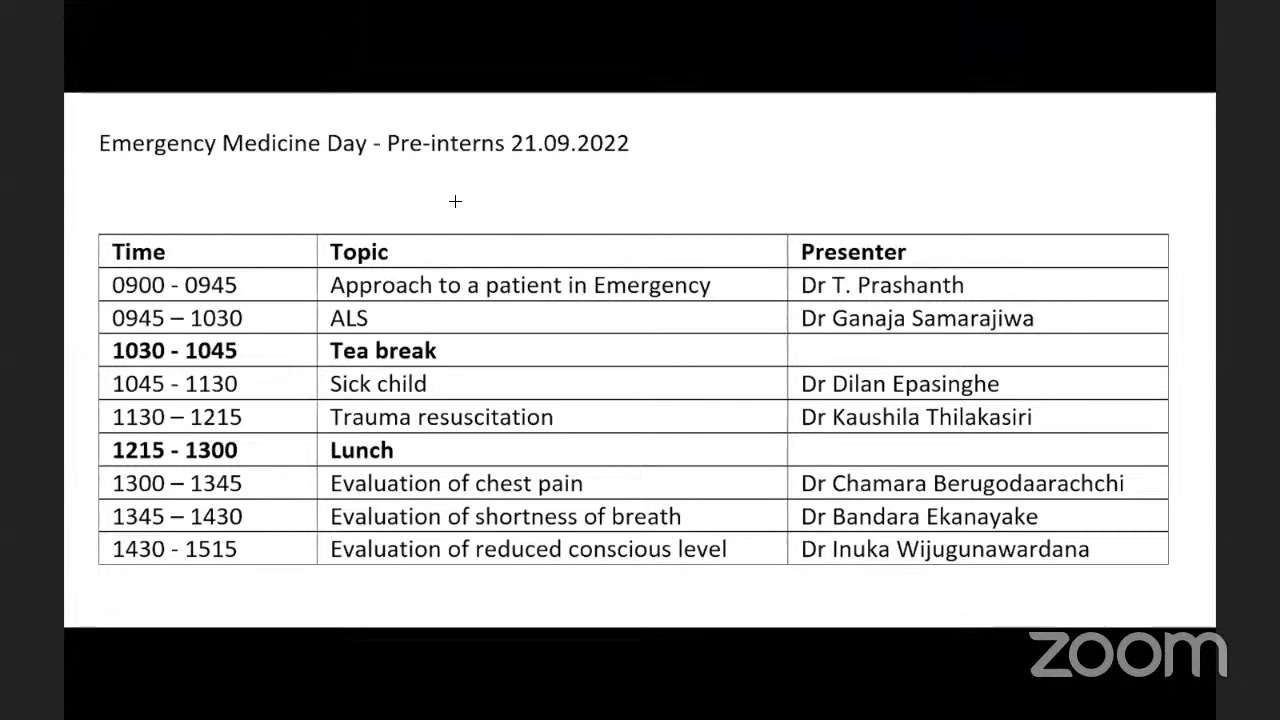 Emergency Medicine Day - Pre-interns 21.09.2022
Time Topic Presenter
0900 - 0945 Approach to a patient in Emergency Dr T. Prashanth
0945 – 1030 ALS Dr Ganaja Samarajiwa
1030 - 1045 Tea break
1045 - 1130 Sick child Dr Dilan Epasinghe
1130 – 1215 Trauma resuscitation Dr Kaushila Thilakasiri
1215 - 1300 Lunch
1300 – 1345 Evaluation of chest pain Dr Chamara Berugodaarachchi
1345 – 1430 Evaluation of shortness of breath Dr Bandara Ekanayake
1430 - 1515 Evaluation of reduced conscious level Dr Inuka Wijugunawardana
zoom